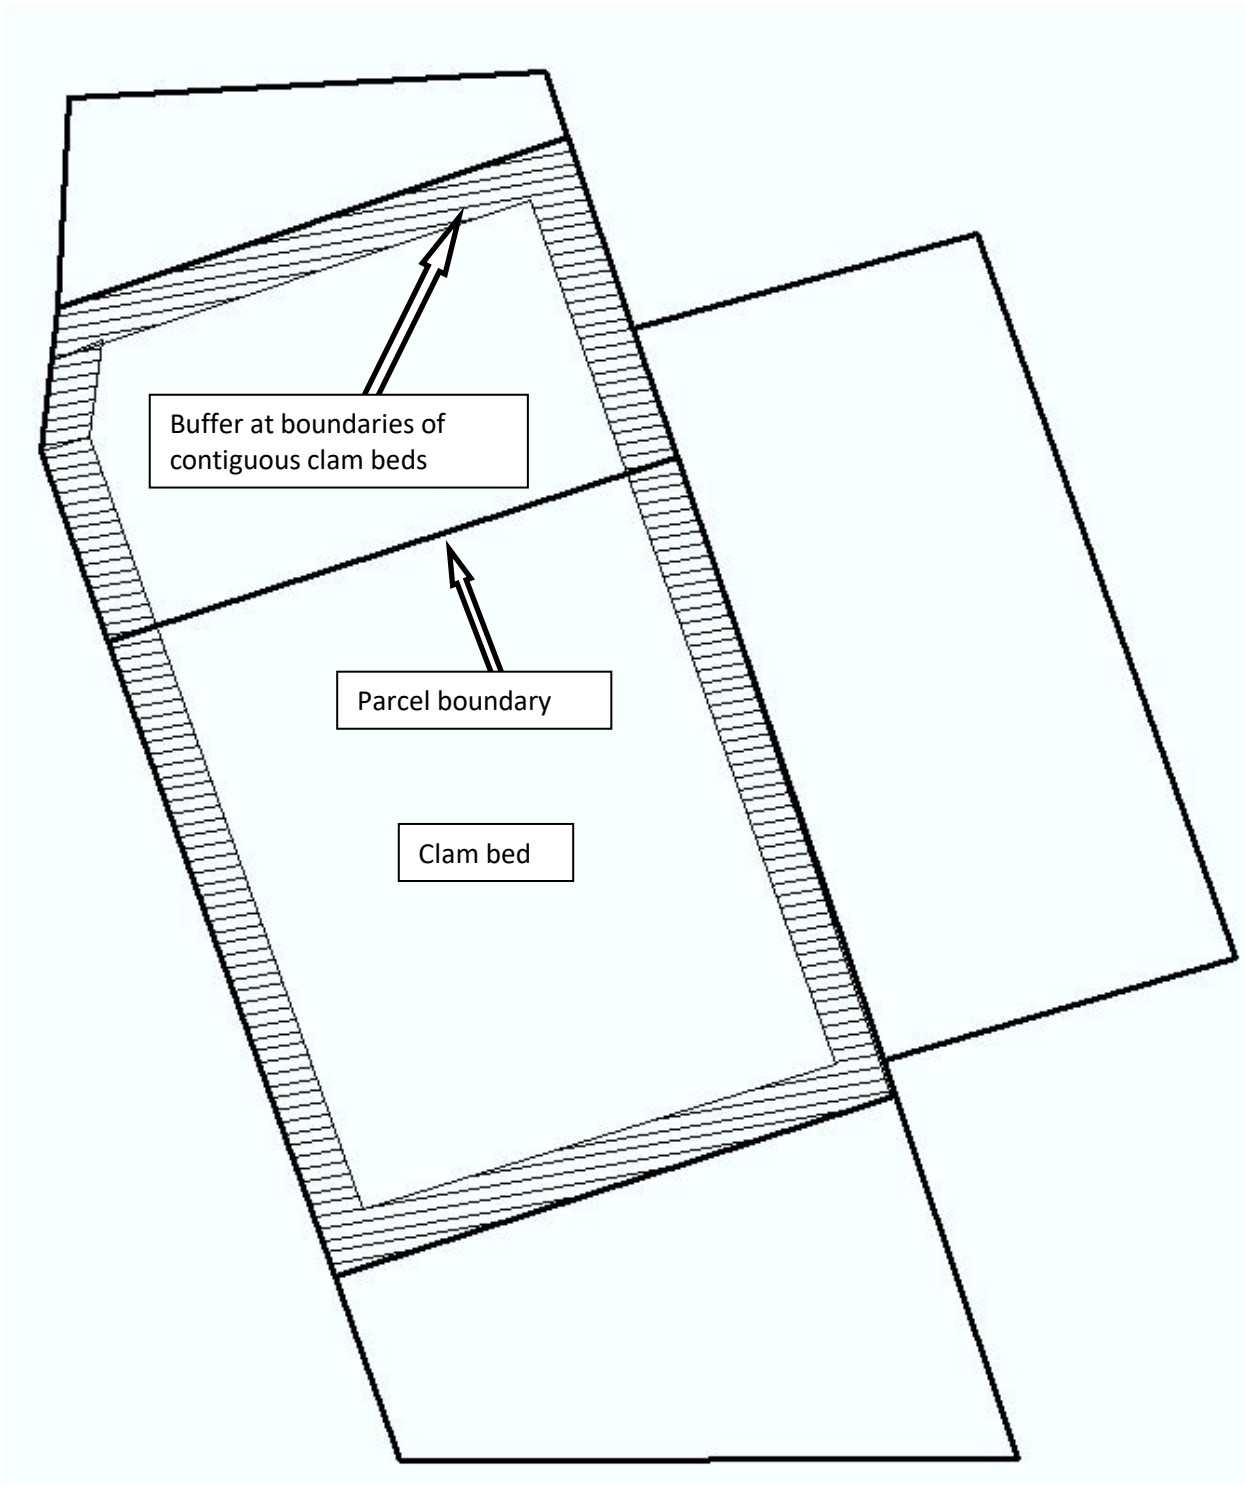 Buffer at boundaries of
contiguous clam beds
Parcel boundary
Clam bed